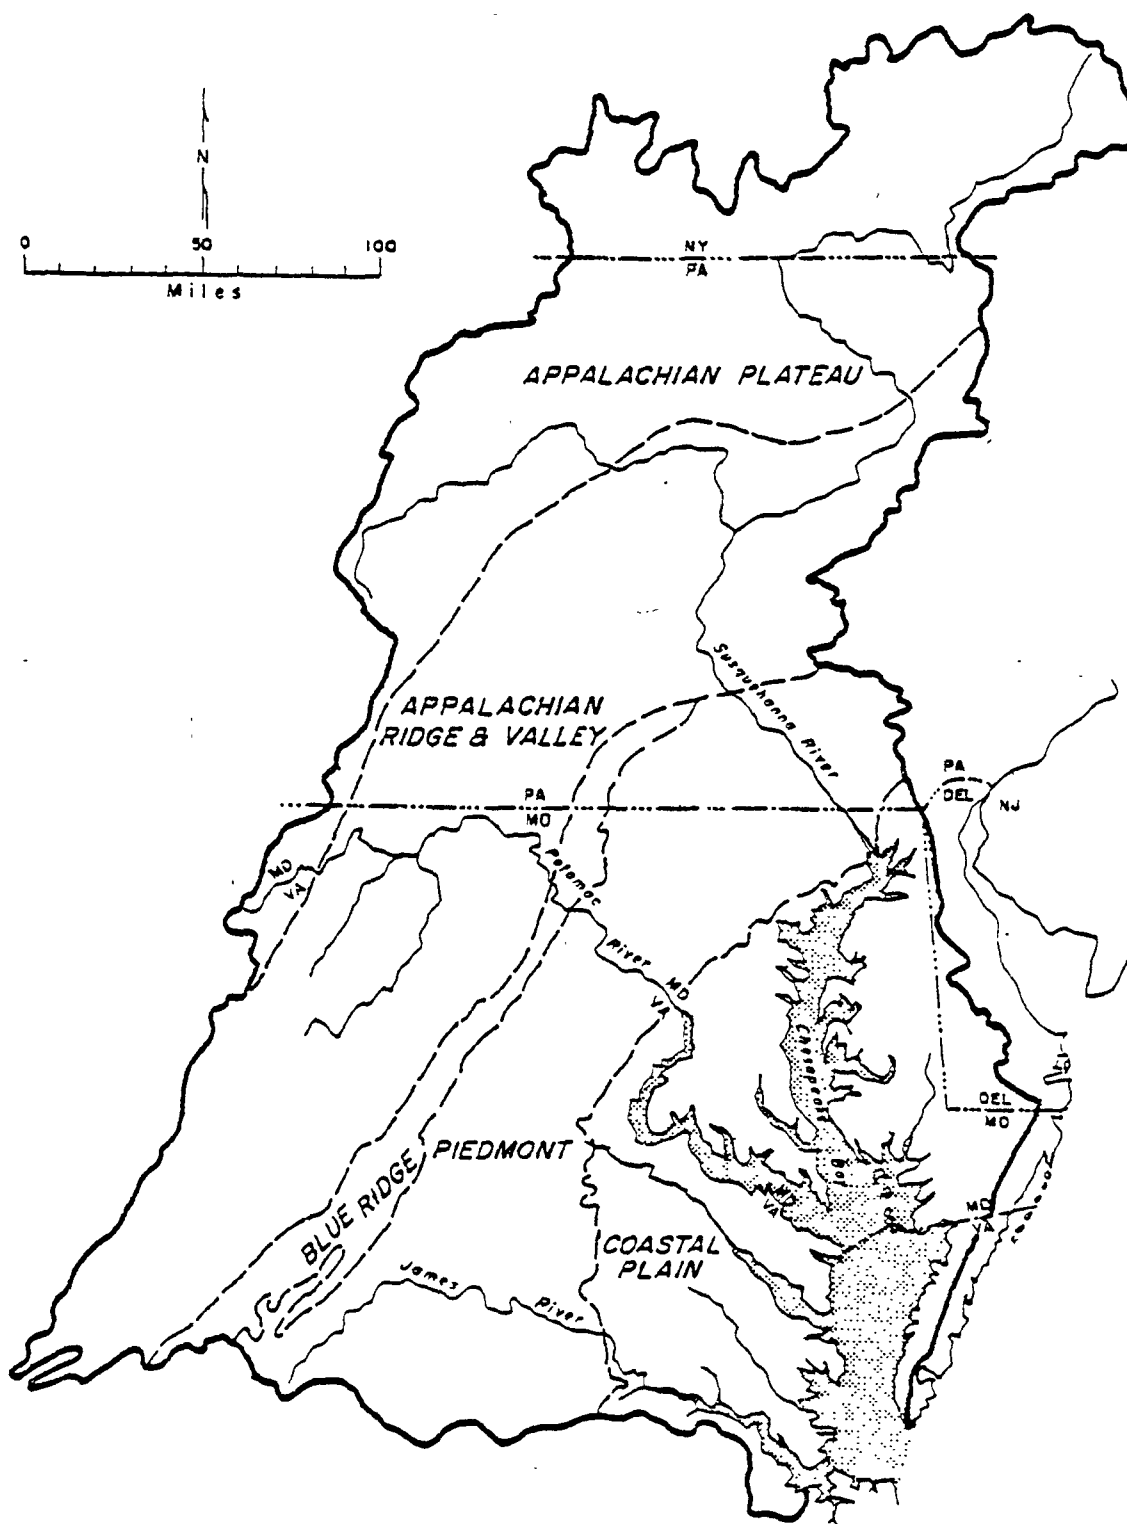 N
0 50 100
Miles
NY
PA
APPALACHIAN PLATEAU
Susquehanna River
APPALACHIAN
RIDGE & VALLEY
PA
MD
PA
DEL
NJ
MD
VA
Potomac
River
MD
VA
Chesapeake
Bay
DEL
MD
PIEDMONT
BLUE RIDGE
MD
VA
MD
VA
COASTAL
PLAIN
James
River